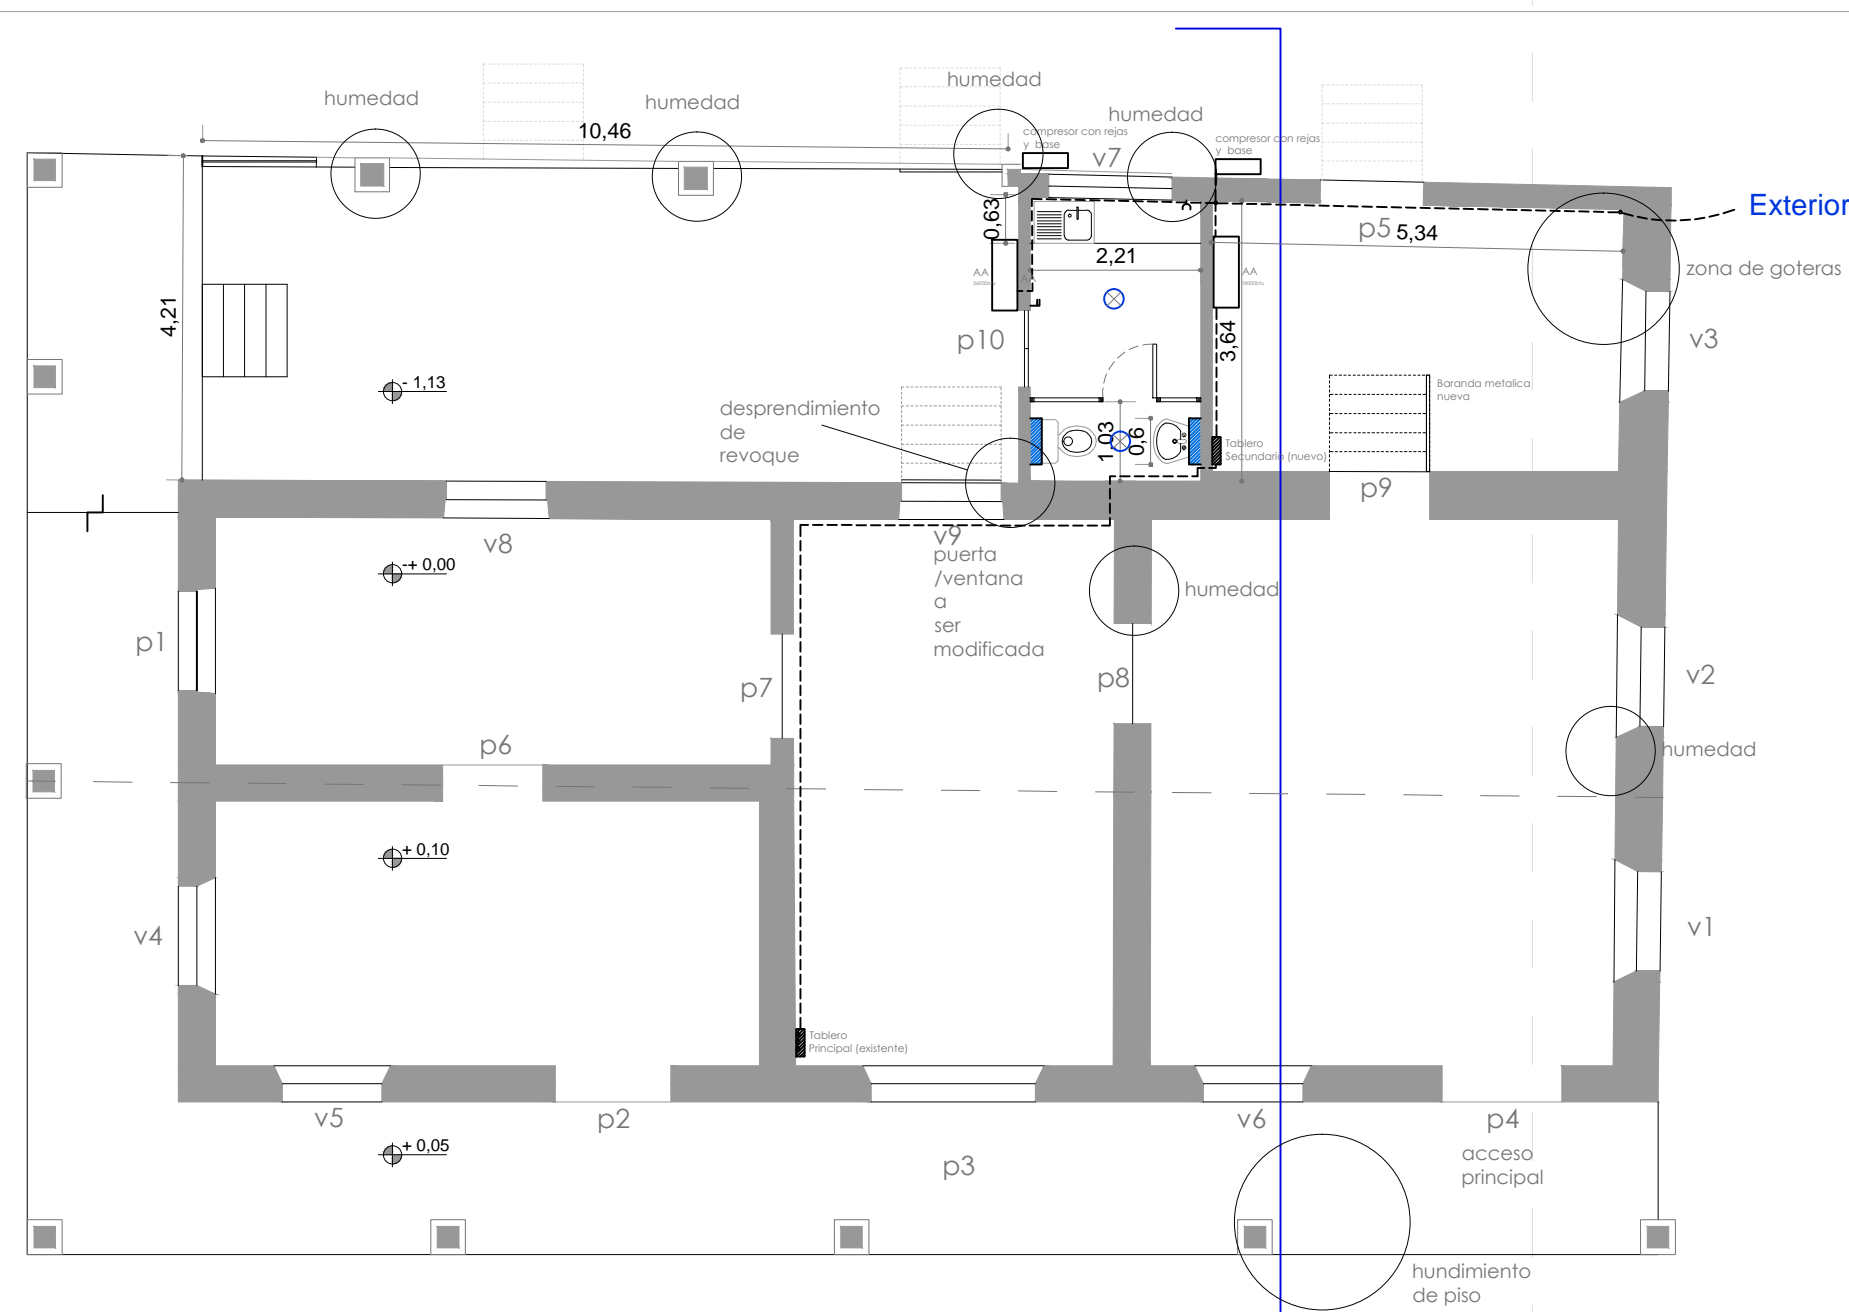 humedad
humedad
humedad
humedad
10,46
compresor con rejas
y base
compresor con rejas
y base
v7
Exterior
0,63
p5
5,34
2,21
AA
AA
zona de goteras
4,21
p10
3,64
v3
- 1,13
Baranda metalica
nueva
desprendimiento
de
revoque
1,03
0,6
Tablero
Secundario (nuevo)
p9
v8
v9
puerta
/ventana
a
ser
modificada
-+ 0,00
humedad
p1
p7
p8
v2
p6
humedad
+ 0,10
v4
v1
Tablero
Principal (existente)
v5
p2
v6
p4
+ 0,05
p3
acceso
principal
hundimiento
de piso